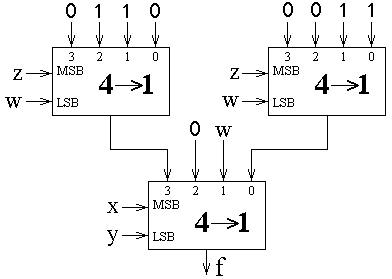 0 1 1 0 0 0 1 1
3 2 1 0 3 2 1 0
z MSB z MSB
4→1 4→1
w LSB w LSB
0 w
3 2 1 0
x MSB
4→1
y LSB
f